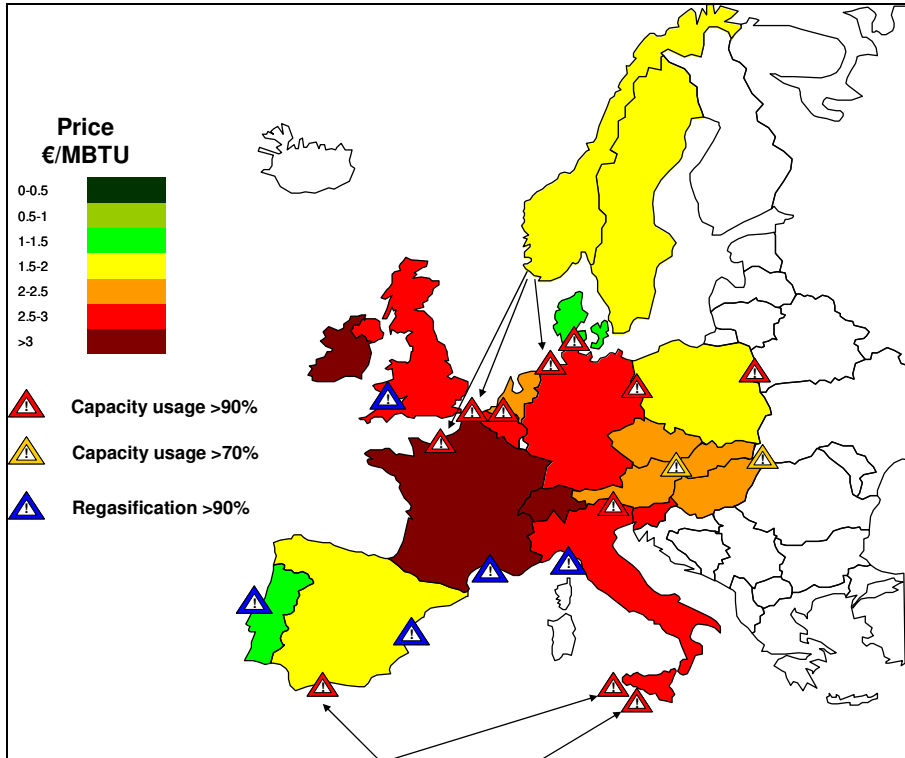 Price
€/MBTU
0-0.5
0.5-1
1-1.5
1.5-2
2-2.5
2.5-3
>3
Capacity usage >90%
Capacity usage >70%
Regasification >90%